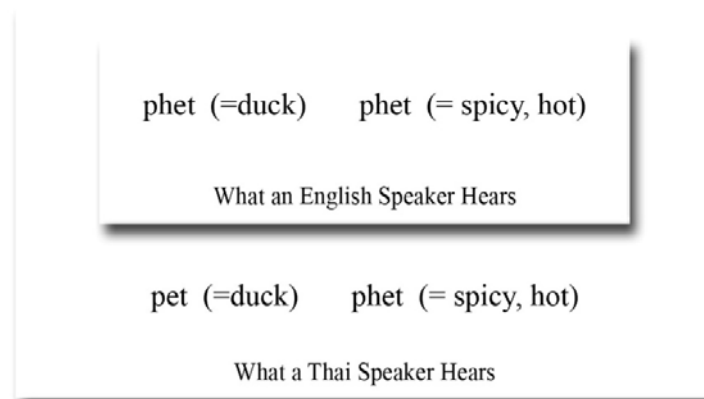 phet (=duck) phet (= spicy, hot)
What an English Speaker Hears
pet (=duck) phet (= spicy, hot)
What a Thai Speaker Hears